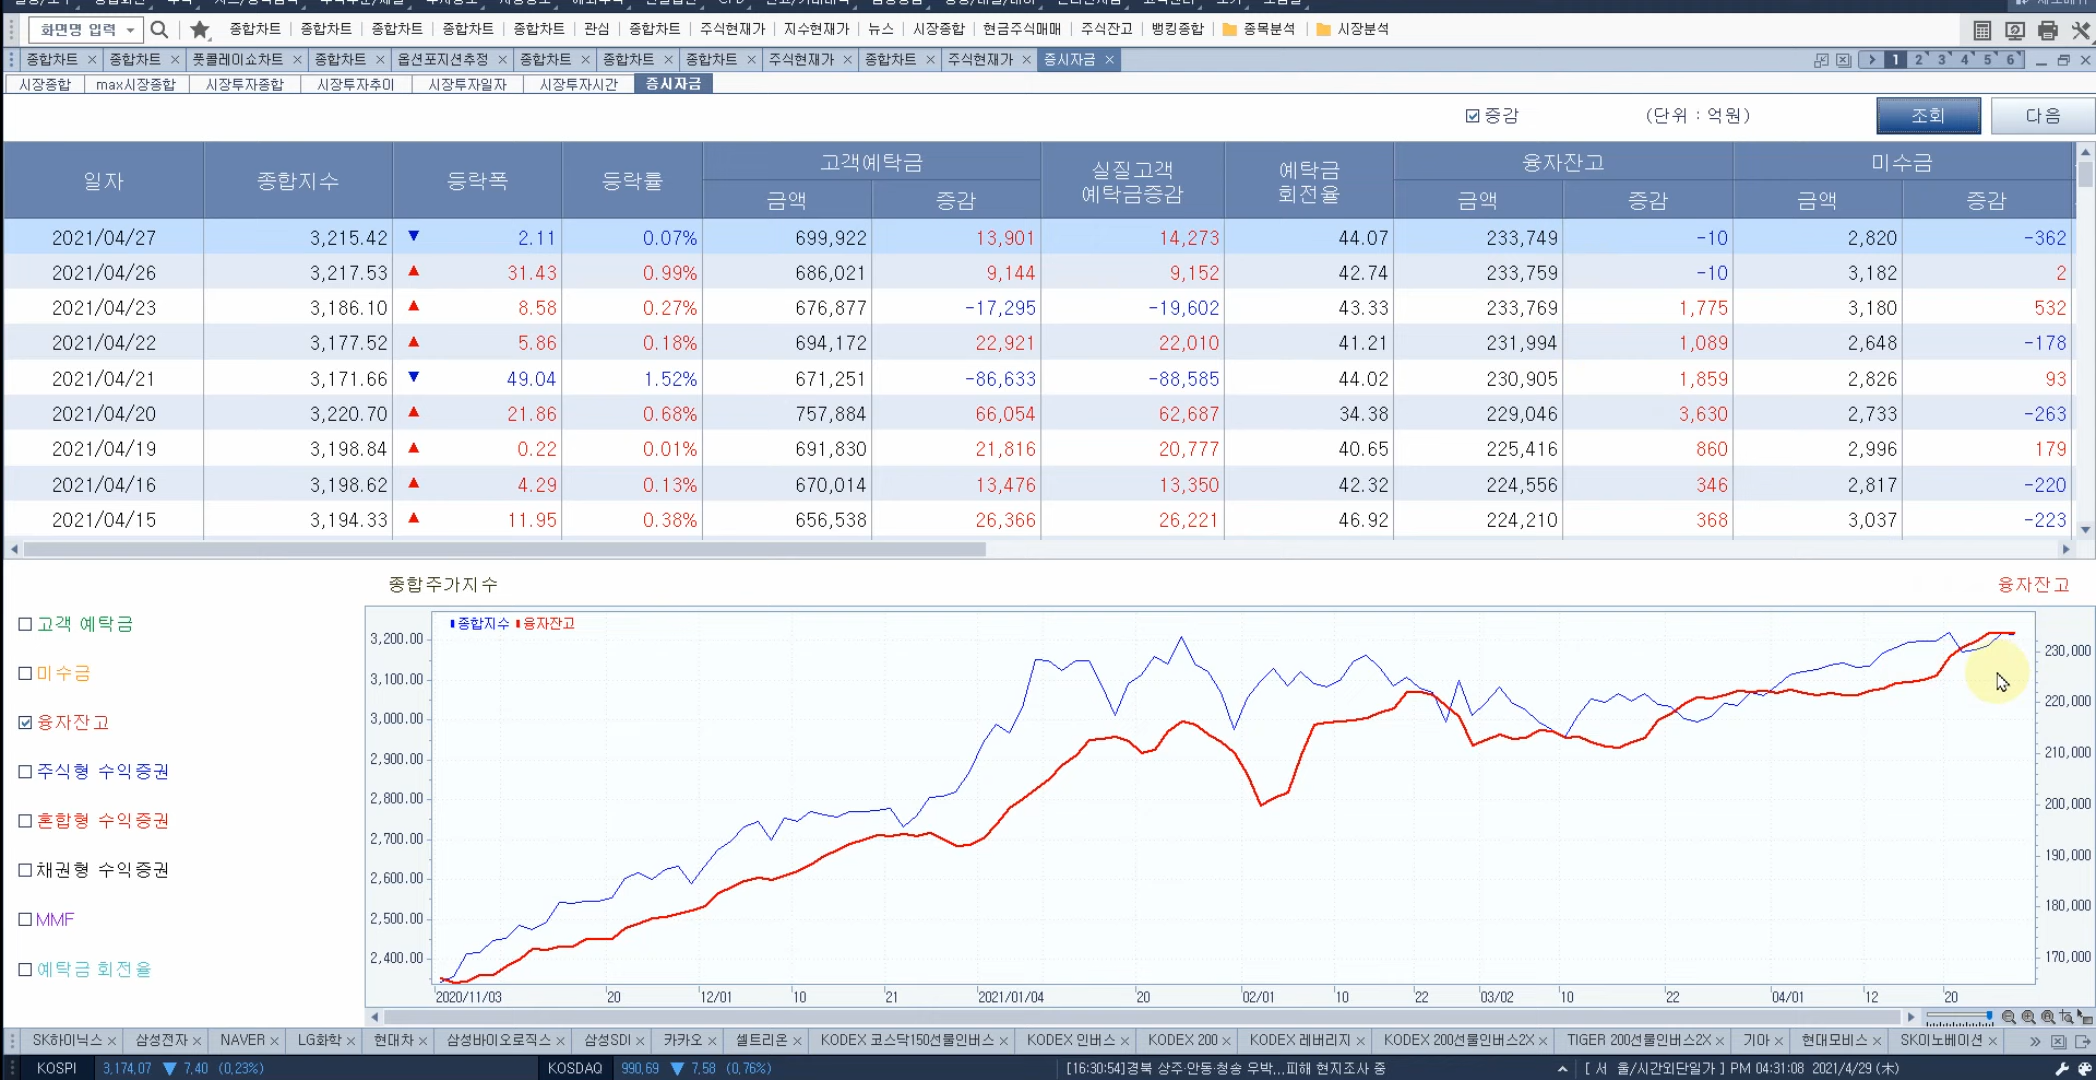 화면명 입력 종합차트 종합차트 종합차트 종합차트 종합차트 관심 종합차트 주식현재가 지수현재가 뉴스 시장종합 현금주식매매 주식잔고 뱅킹종합 종목분석 시장분석
종합차트 × 종합차트 × 풋콜레이쇼차트 × 종합차트 × 옵션포지션추정 × 종합차트 × 종합차트 × 종합차트 × 주식현재가 × 종합차트 × 주식현재가 × 증시자금 × 1 2 3 4 5 6
시장종합 max시장종합 시장투자종합 시장투자추이 시장투자일자 시장투자시간 증시자금
증감 (단위 : 억원) 조회 다음
일자 종합지수 등락폭 등락률 고객예탁금 실질고객 예탁금증감 예탁금 회전율 융자잔고 미수금
금액 증감 금액 증감 금액 증감
2021/04/27 3,215.42 ▼ 2.11 0.07% 699,922 13,901 14,273 44.07 233,749 -10 2,820 -362
2021/04/26 3,217.53 ▲ 31.43 0.99% 686,021 9,144 9,152 42.74 233,759 -10 3,182 2
2021/04/23 3,186.10 ▲ 8.58 0.27% 676,877 -17,295 -19,602 43.33 233,769 1,775 3,180 532
2021/04/22 3,177.52 ▲ 5.86 0.18% 694,172 22,921 22,010 41.21 231,994 1,089 2,648 -178
2021/04/21 3,171.66 ▼ 49.04 1.52% 671,251 -86,633 -88,585 44.02 230,905 1,859 2,826 93
2021/04/20 3,220.70 ▲ 21.86 0.68% 757,884 66,054 62,687 34.38 229,046 3,630 2,733 -263
2021/04/19 3,198.84 ▲ 0.22 0.01% 691,830 21,816 20,777 40.65 225,416 860 2,996 179
2021/04/16 3,198.62 ▲ 4.29 0.13% 670,014 13,476 13,350 42.32 224,556 346 2,817 -220
2021/04/15 3,194.33 ▲ 11.95 0.38% 656,538 26,366 26,221 46.92 224,210 368 3,037 -223
종합주가지수 융자잔고
고객 예탁금
미수금
융자잔고
주식형 수익증권
혼합형 수익증권
채권형 수익증권
MMF
예탁금 회전율
종합지수 융자잔고
3,200.00
3,100.00
3,000.00
2,900.00
2,800.00
2,700.00
2,600.00
2,500.00
2,400.00
230,000
220,000
210,000
200,000
190,000
180,000
170,000
2020/11/03 20 12/01 10 21 2021/01/04 20 02/01 10 22 03/02 10 22 04/01 12 20
SK하이닉스 × 삼성전자 × NAVER × LG화학 × 현대차 × 삼성바이오로직스 × 삼성SDI × 카카오 × 셀트리온 × KODEX 코스닥150선물인버스 × KODEX 인버스 × KODEX 200 × KODEX 레버리지 × KODEX 200선물인버스2X × TIGER 200선물인버스2X × 기아 × 현대모비스 × SK이노베이션 ×
KOSPI 3,174.07 ▼ 7.40 (0.23%) KOSDAQ 990.69 ▼ 7.58 (0.76%) [16:30:54]경북 상주·안동·청송 우박...피해 현지조사 중 [ 서 울/시간외단일가 ] PM 04:31:08 2021/4/29 (木)